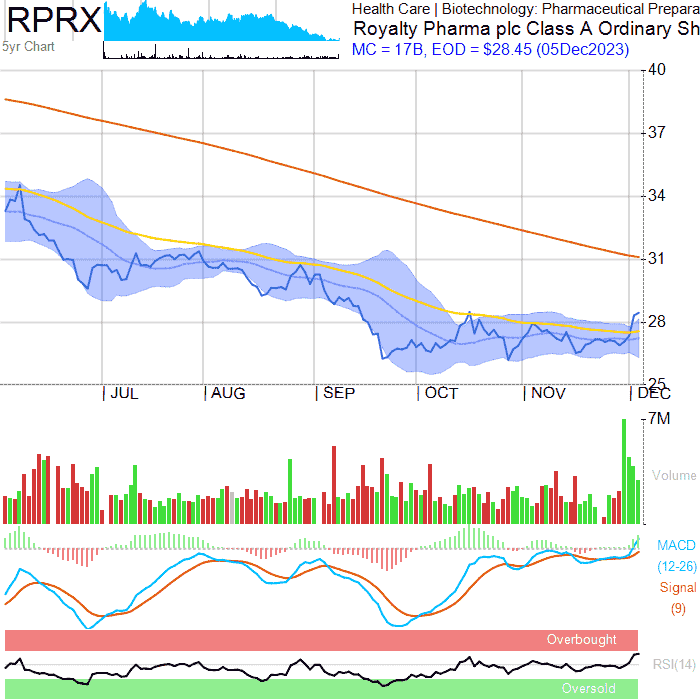 RPRX
5yr Chart
Health Care | Biotechnology: Pharmaceutical Prepara
Royalty Pharma plc Class A Ordinary Sh
MC = 17B, EOD = $28.45 (05Dec2023)
40
37
34
31
28
25
JUL AUG SEP OCT NOV DEC
7M
Volume
MACD
(12-26)
Signal
(9)
Overbought
RSI(14)
Oversold